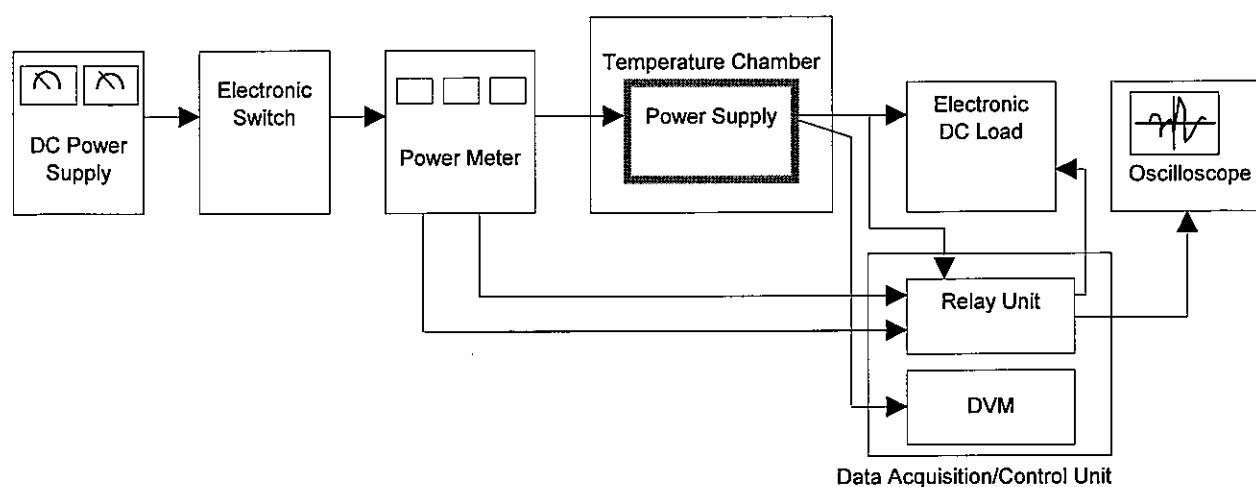 DC Power
Supply
Electronic
Switch
Power Meter
Temperature Chamber
Power Supply
Electronic
DC Load
Oscilloscope
Relay Unit
DVM
Data Acquisition/Control Unit